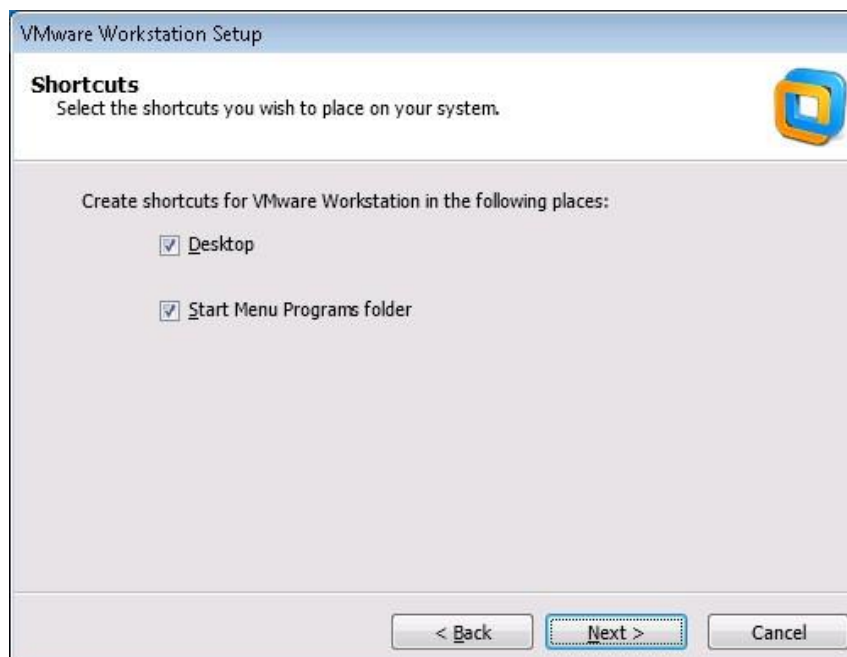 VMware Workstation Setup
Shortcuts
Select the shortcuts you wish to place on your system.
Create shortcuts for VMware Workstation in the following places:
Desktop
Start Menu Programs folder
< Back
Next >
Cancel